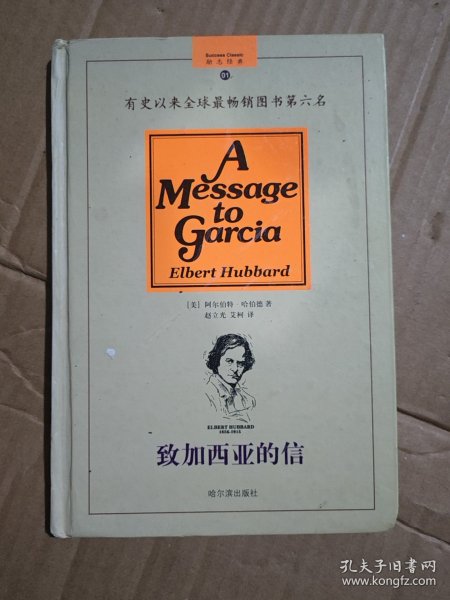 Success Classic
励志经典
01
有史以来全球最畅销图书第六名
A
Message
to
Garcia
Elbert Hubbard
[美] 阿尔伯特·哈伯德 著
赵立光 艾柯 译
ELBERT HUBBARD
1856-1915
致加西亚的信
哈尔滨出版社
孔夫子旧书网
www.kongfz.com